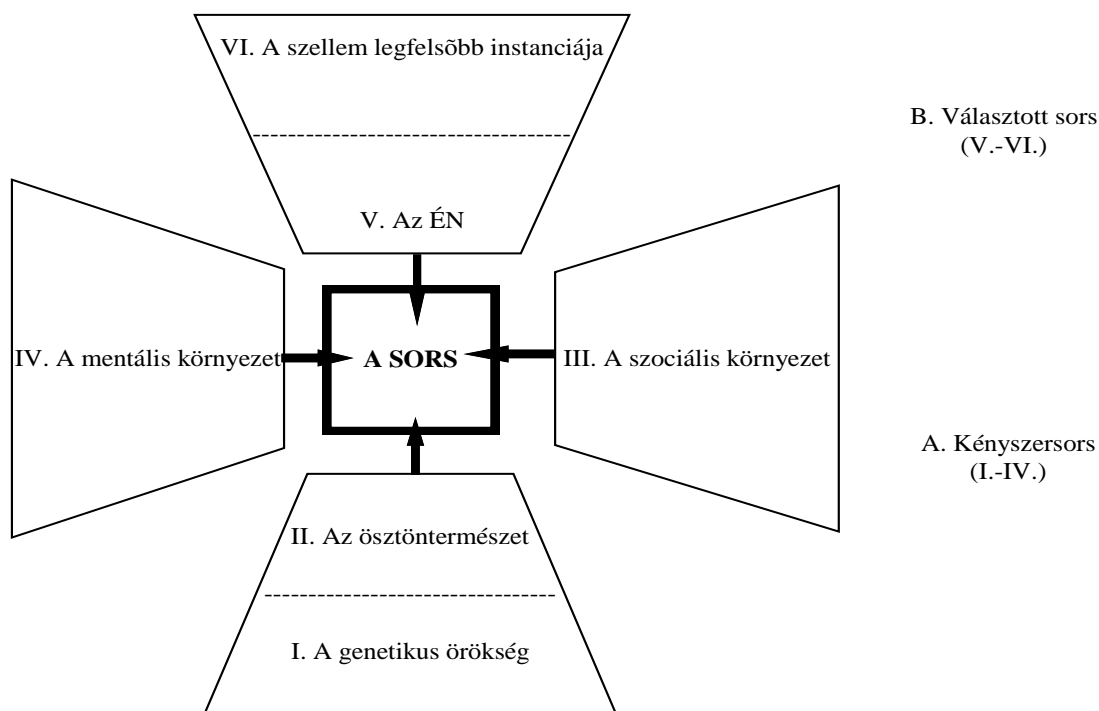 VI. A szellem legfelsõbb instanciája
B. Választott sors
(V.-VI.)
V. Az ÉN
IV. A mentális környezet
A SORS
III. A szociális környezet
A. Kényszersors
(I.-IV.)
II. Az ösztöntermészet
I. A genetikus örökség